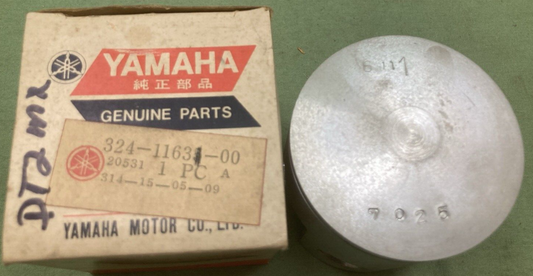 YAMAHA
純正部品
GENUINE PARTS
324-11631-00
20531 1 PC A
314-15-05-09
YAMAHA MOTOR CO., LTD.
DT2 MX
7025